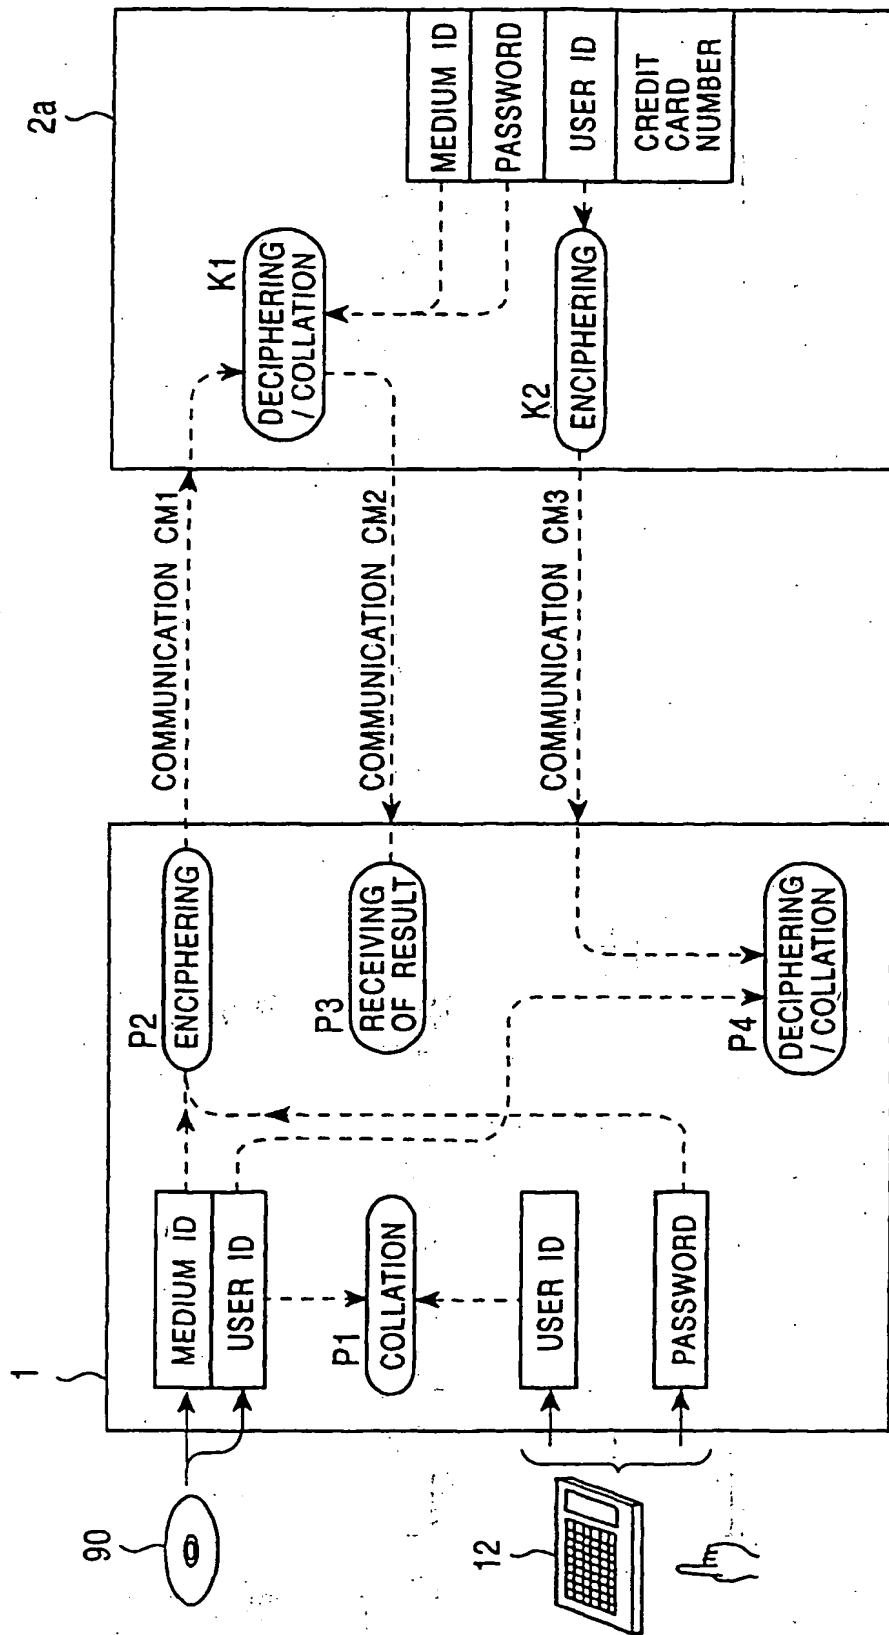 1
2a
90
MEDIUM ID
USER ID
P1
COLLATION
12
USER ID
PASSWORD
P2
ENCIPHERING
P3
RECEIVING
OF RESULT
P4
DECIPHERING
/ COLLATION
COMMUNICATION CM1
COMMUNICATION CM2
COMMUNICATION CM3
K1
DECIPHERING
/ COLLATION
K2
ENCIPHERING
MEDIUM ID
PASSWORD
USER ID
CREDIT
CARD
NUMBER